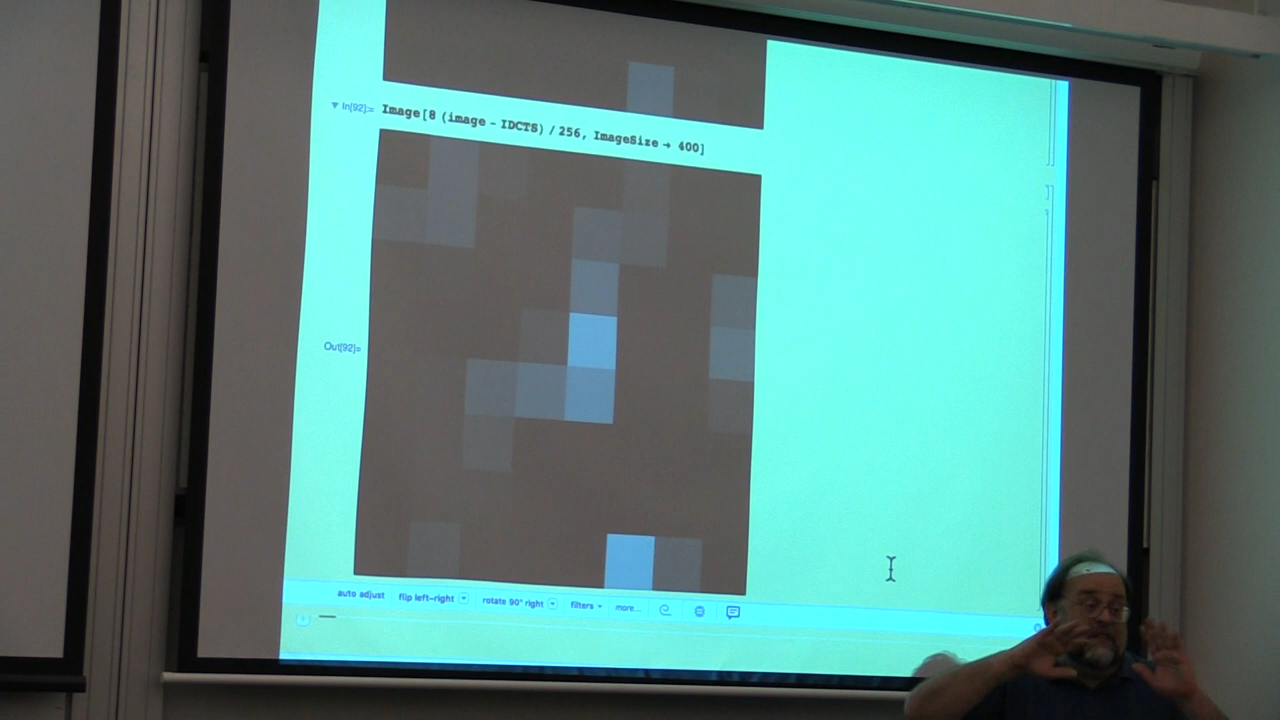 In[92]:= Image[8 (image - IDCTS) / 256, ImageSize → 400]
Out[92]=
auto adjust flip left-right rotate 90° right filters more...